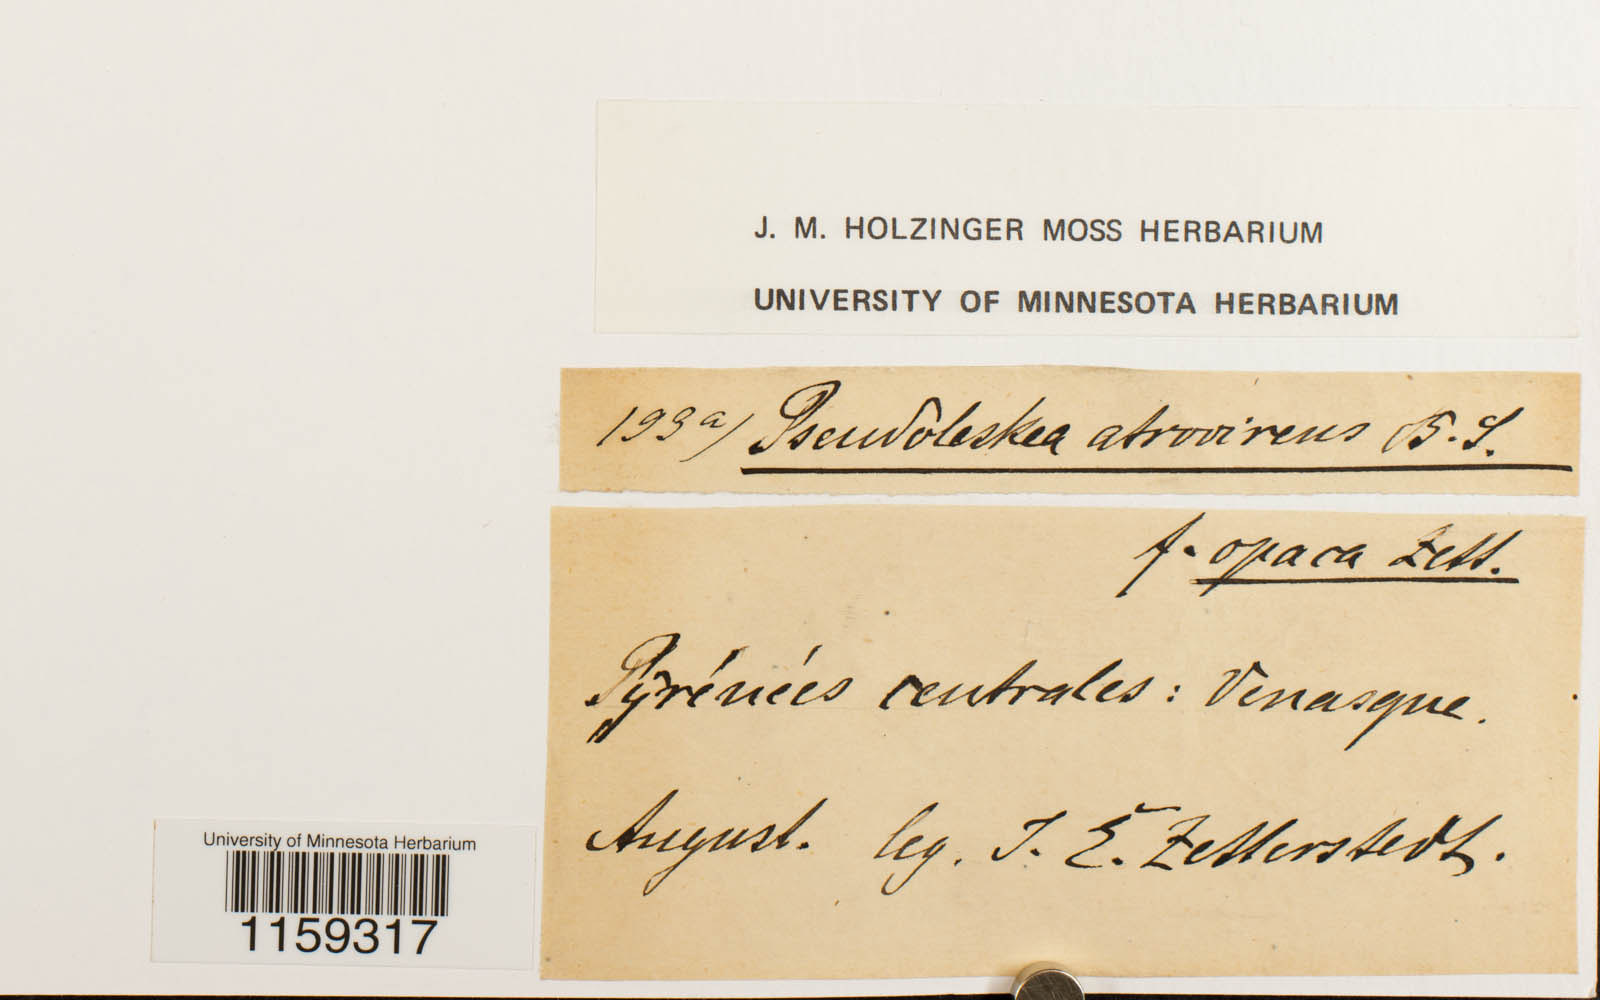 J. M. HOLZINGER MOSS HERBARIUM
UNIVERSITY OF MINNESOTA HERBARIUM
193a) Pseudoleskea atrovirens B. S.
f. opaca Zett.
Pyrénées centrales: Venasque.
August. leg. J. E. Zetterstedt.
University of Minnesota Herbarium
1159317